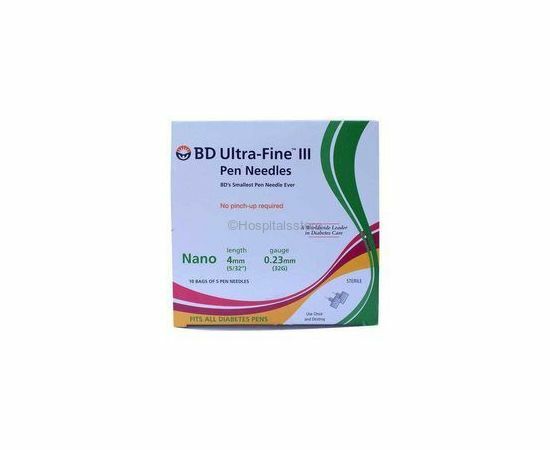 BD Ultra-Fine™ III
Pen Needles
BD's Smallest Pen Needle Ever
No pinch-up required
©Hospitalsstore
A Worldwide Leader
in Diabetes Care
length gauge
Nano 4mm 0.23mm
(5/32") (32G)
10 BAGS OF 5 PEN NEEDLES
STERILE
Use Once
and Destroy
FITS ALL DIABETES PENS